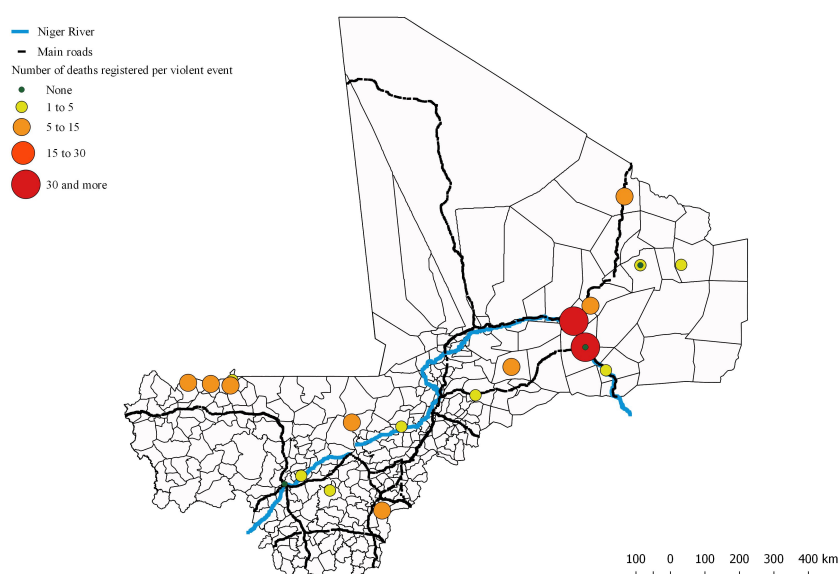 Niger River
Main roads
Number of deaths registered per violent event
None
1 to 5
5 to 15
15 to 30
30 and more
100 0 100 200 300 400 km